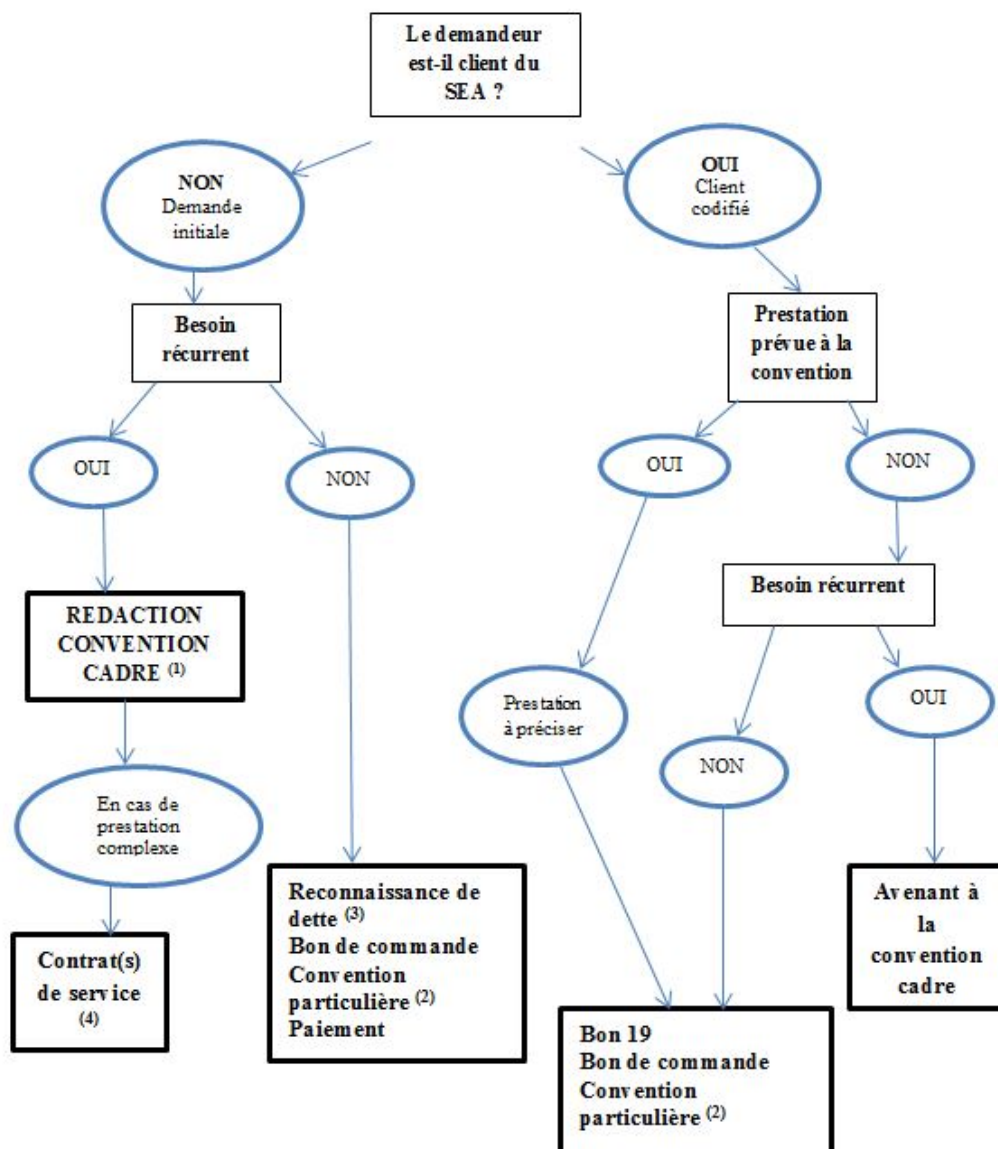 Le demandeur
est-il client du
SEA ?
NON
Demande
initiale
OUI
Client
codifié
Besoin
récurrent
Prestation
prévue à la
convention
OUI
NON
OUI
NON
REDACTION
CONVENTION
CADRE (1)
Besoin récurrent
Prestation
à préciser
NON
OUI
En cas de
prestation
complexe
Contrat(s)
de service
(4)
Reconnaissance de
dette (3)
Bon de commande
Convention
particulière (2)
Paiement
Avenant à
la
convention
cadre
Bon 19
Bon de commande
Convention
particulière (2)